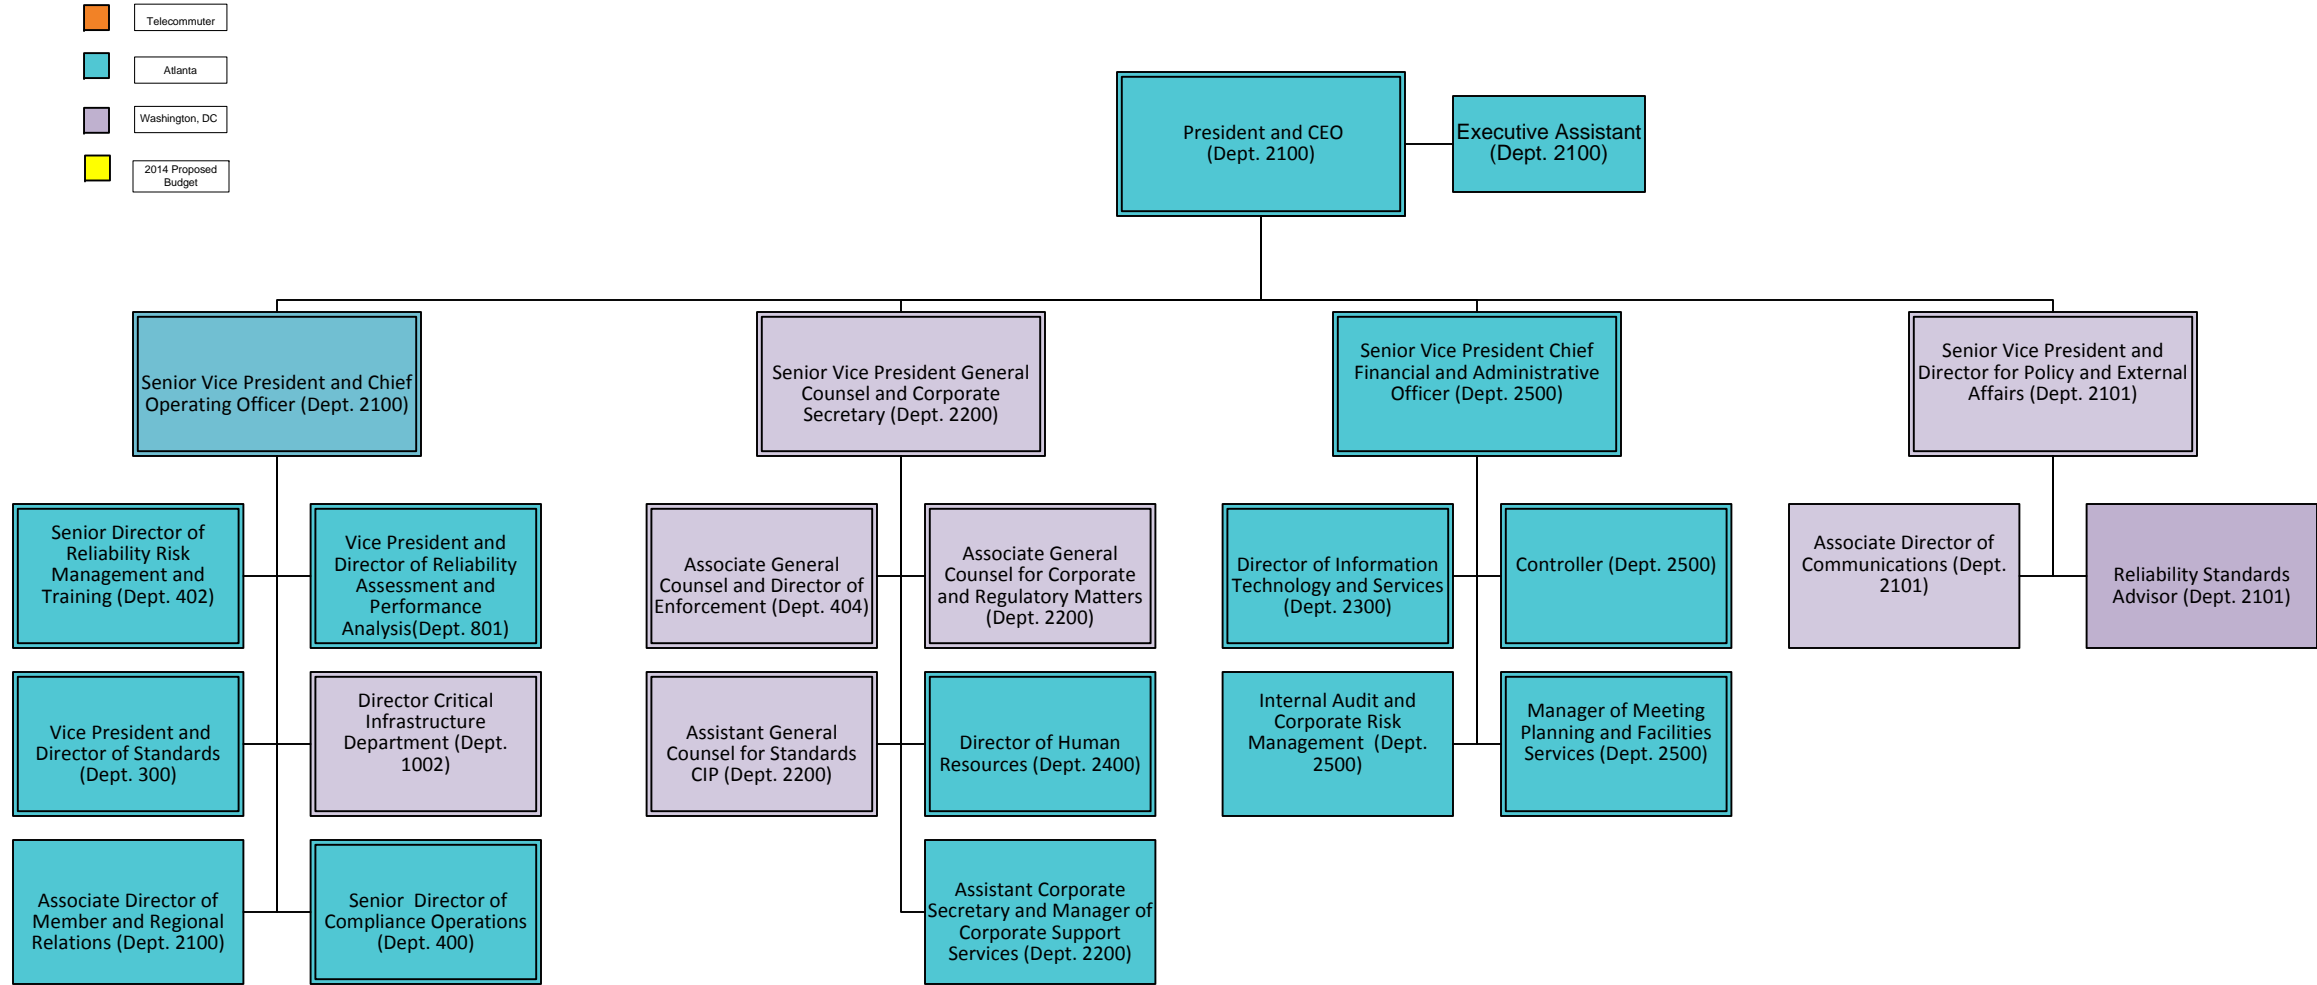 Telecommuter
Atlanta
Washington, DC
2014 Proposed
Budget
President and CEO
(Dept. 2100)
Executive Assistant
(Dept. 2100)
Senior Vice President and Chief
Operating Officer (Dept. 2100)
Senior Vice President General
Counsel and Corporate
Secretary (Dept. 2200)
Senior Vice President Chief
Financial and Administrative
Officer (Dept. 2500)
Senior Vice President and
Director for Policy and External
Affairs (Dept. 2101)
Senior Director of
Reliability Risk
Management and
Training (Dept. 402)
Vice President and
Director of Reliability
Assessment and
Performance
Analysis(Dept. 801)
Associate General
Counsel and Director of
Enforcement (Dept. 404)
Associate General
Counsel for Corporate
and Regulatory Matters
(Dept. 2200)
Director of Information
Technology and Services
(Dept. 2300)
Controller (Dept. 2500)
Associate Director of
Communications (Dept.
2101)
Reliability Standards
Advisor (Dept. 2101)
Vice President and
Director of Standards
(Dept. 300)
Director Critical
Infrastructure
Department (Dept.
1002)
Assistant General
Counsel for Standards
CIP (Dept. 2200)
Director of Human
Resources (Dept. 2400)
Internal Audit and
Corporate Risk
Management  (Dept.
2500)
Manager of Meeting
Planning and Facilities
Services (Dept. 2500)
Associate Director of
Member and Regional
Relations (Dept. 2100)
Senior  Director of
Compliance Operations
(Dept. 400)
Assistant Corporate
Secretary and Manager of
Corporate Support
Services (Dept. 2200)